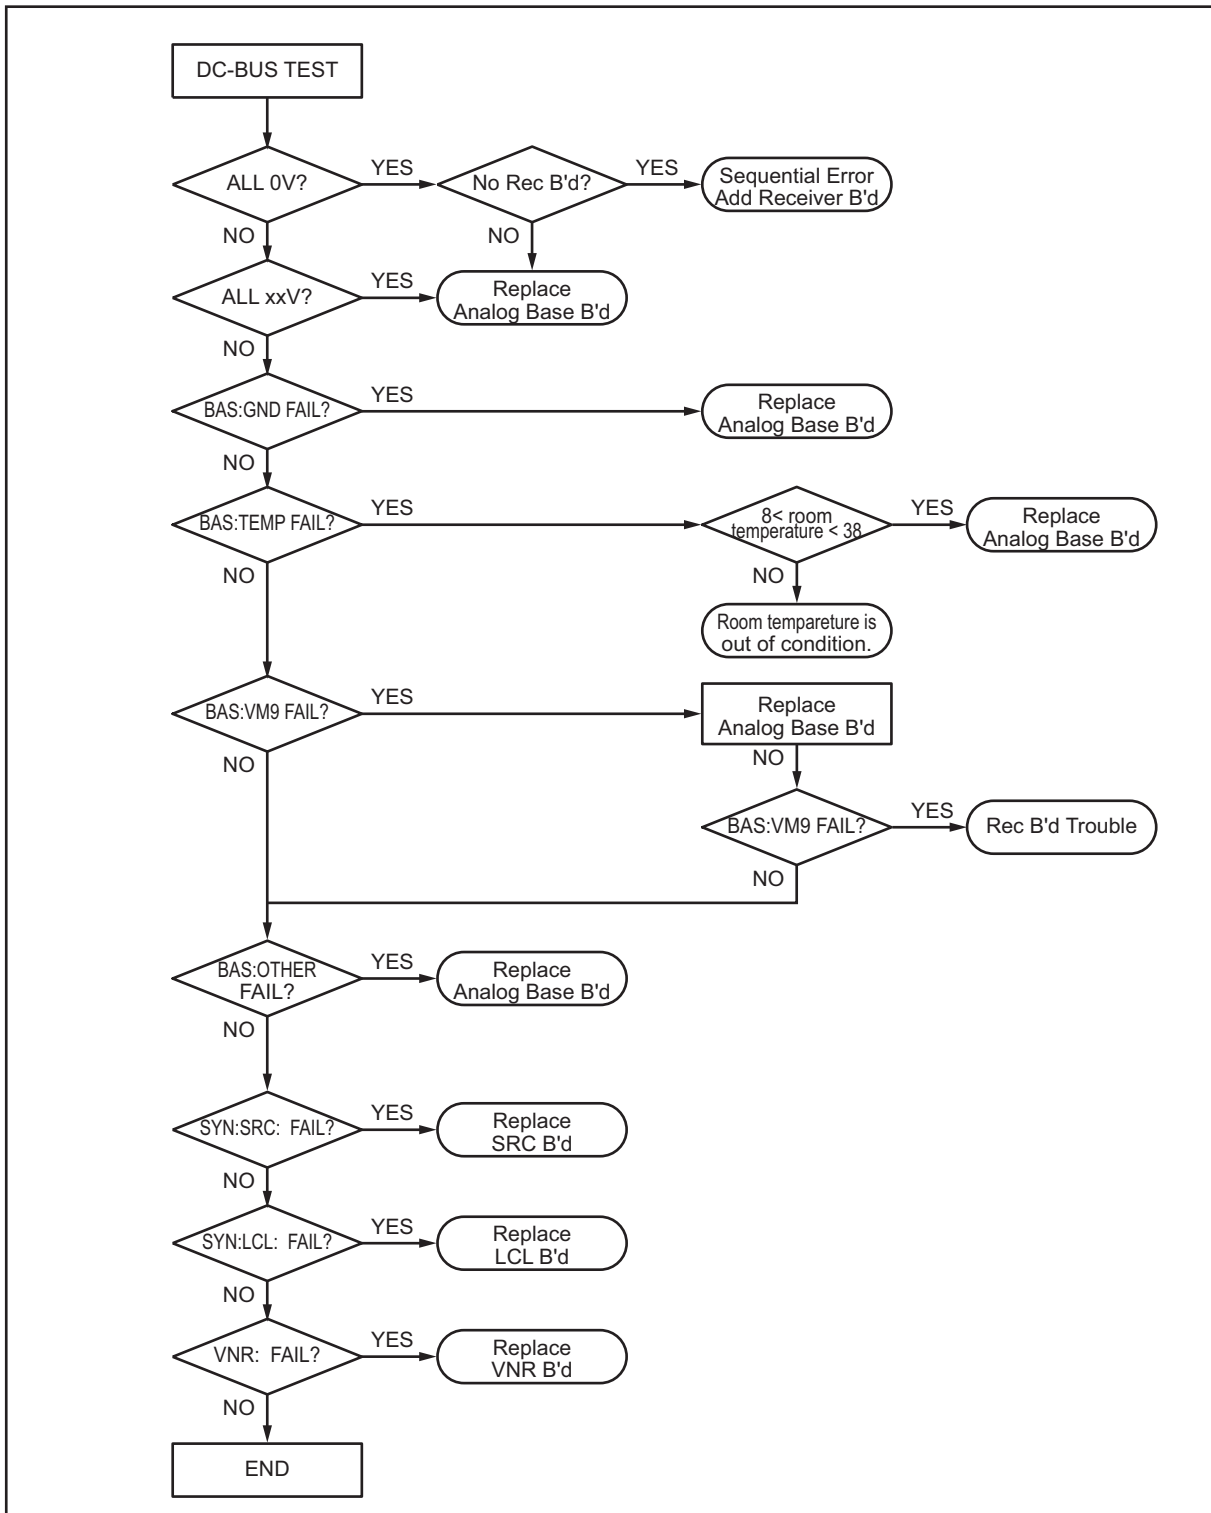 DC-BUS TEST
ALL 0V?
YES
No Rec B'd?
YES
Sequential Error
Add Receiver B'd
NO
NO
ALL xxV?
YES
Replace
Analog Base B'd
NO
BAS:GND FAIL?
YES
Replace
Analog Base B'd
NO
BAS:TEMP FAIL?
YES
8< room
temperature < 38
YES
Replace
Analog Base B'd
NO
NO
Room tempareture is
out of condition.
BAS:VM9 FAIL?
YES
Replace
Analog Base B'd
NO
NO
BAS:VM9 FAIL?
YES
Rec B'd Trouble
NO
BAS:OTHER
FAIL?
YES
Replace
Analog Base B'd
NO
SYN:SRC: FAIL?
YES
Replace
SRC B'd
NO
SYN:LCL: FAIL?
YES
Replace
LCL B'd
NO
VNR: FAIL?
YES
Replace
VNR B'd
NO
END